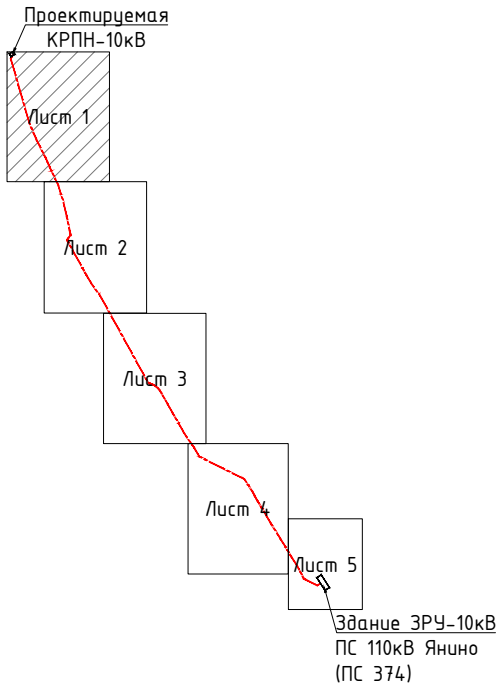 Проектируемая
КРПН-10кВ
Лист 1
Лист 2
Лист 3
Лист 4
Лист 5
Здание ЗРУ-10кВ
ПС 110кВ Янино
(ПС 374)